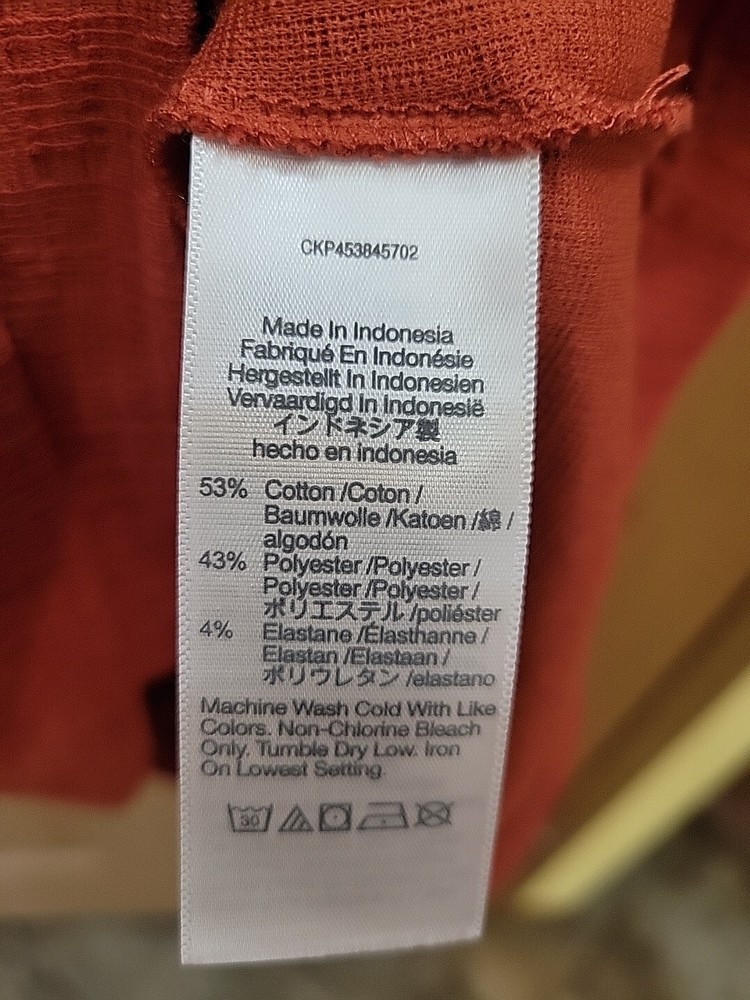 CKP453845702
Made In Indonesia
Fabriqué En Indonésie
Hergestellt In Indonesien
Vervaardigd In Indonesië
インドネシア製
hecho en indonesia
53% Cotton /Coton /
Baumwolle /Katoen /綿 /
algodón
43% Polyester /Polyester /
Polyester /Polyester /
ポリエステル /poliéster
4% Elastane /Élasthanne /
Elastan /Elastaan /
ポリウレタン /elastano
Machine Wash Cold With Like
Colors. Non-Chlorine Bleach
Only. Tumble Dry Low. Iron
On Lowest Setting.
30